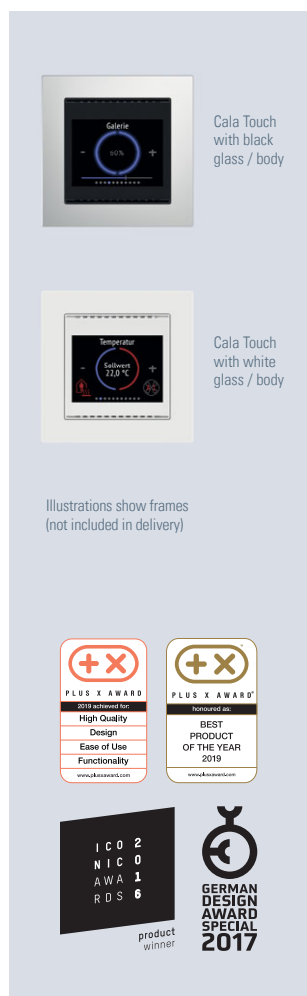 Galerie
- 60% +
Cala Touch
with black
glass / body
Temperatur
Sollwert
- 22,0 °C +
Cala Touch
with white
glass / body
Illustrations show frames
(not included in delivery)
PLUS X AWARD
2019 achieved for:
High Quality
Design
Ease of Use
Functionality
www.plusxaward.com
PLUS X AWARD®
honoured as:
BEST
PRODUCT
OF THE YEAR
2019
www.plusxaward.com
ICO 2
NIC 0
AWA 1
RDS 6
product
winner
GERMAN
DESIGN
AWARD
SPECIAL
2017